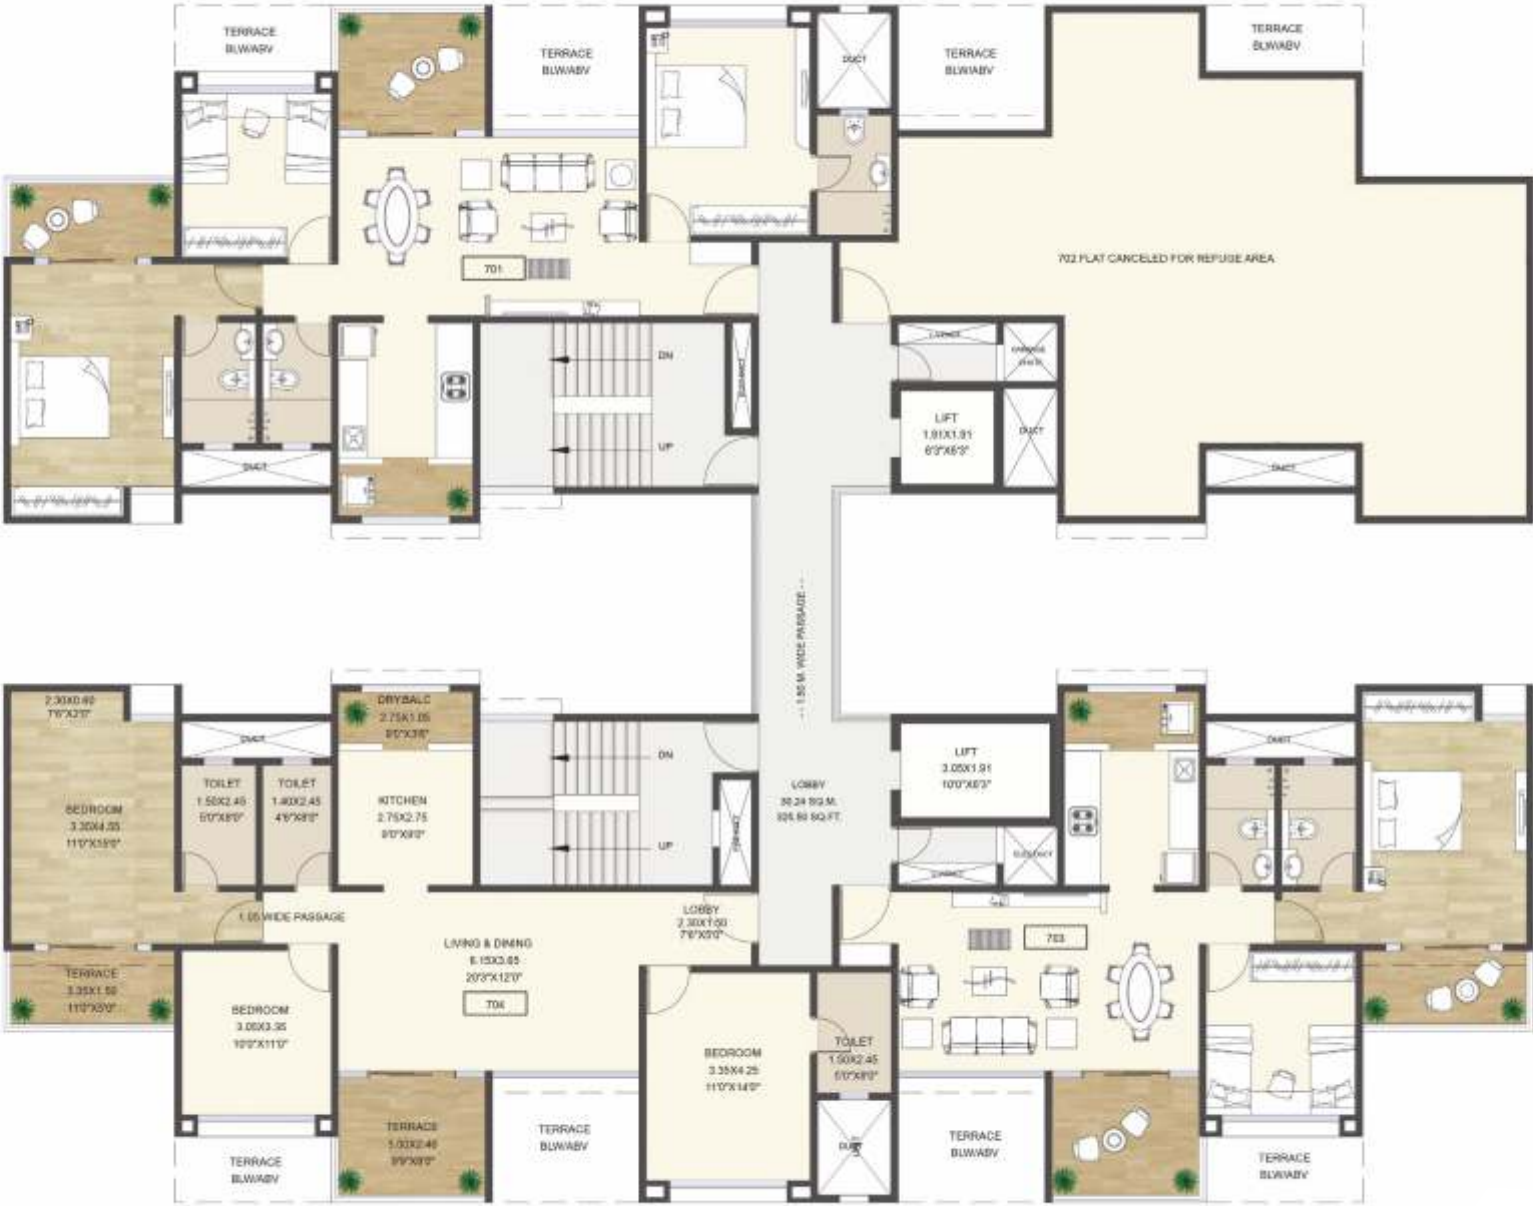 TERRACE
BLW/ABV
TERRACE
BLW/ABV
DUCT
TERRACE
BLW/ABV
TERRACE
BLW/ABV
701
702 FLAT CANCELED FOR REFUGE AREA
DN
UP
DUCT
LIFT
1.91X1.91
6'3"X6'3"
DUCT
DUCT
--- 1.50 M. WIDE PASSAGE ---
2.30X0.60
7'6"X2'0"
BEDROOM
3.35X4.55
11'0"X15'0"
DUCT
TOILET
1.50X2.45
5'0"X8'0"
TOILET
1.40X2.45
4'6"X8'0"
DRY.BALC
2.75X1.05
9'0"X3'6"
KITCHEN
2.75X2.75
9'0"X9'0"
DN
UP
LOBBY
30.24 SQ.M.
325.50 SQ.FT.
LIFT
3.05X1.91
10'0"X6'3"
DUCT
1.05 WIDE PASSAGE
LOBBY
2.30X1.50
7'6"X5'0"
LIVING & DINING
6.15X3.65
20'3"X12'0"
704
703
TERRACE
3.35X1.50
11'0"X5'0"
BEDROOM
3.05X3.35
10'0"X11'0"
BEDROOM
3.35X4.25
11'0"X14'0"
TOILET
1.50X2.45
5'0"X8'0"
TERRACE
TERRACE
BLW/ABV
TERRACE
BLW/ABV
TERRACE
BLW/ABV
TERRACE
BLW/ABV